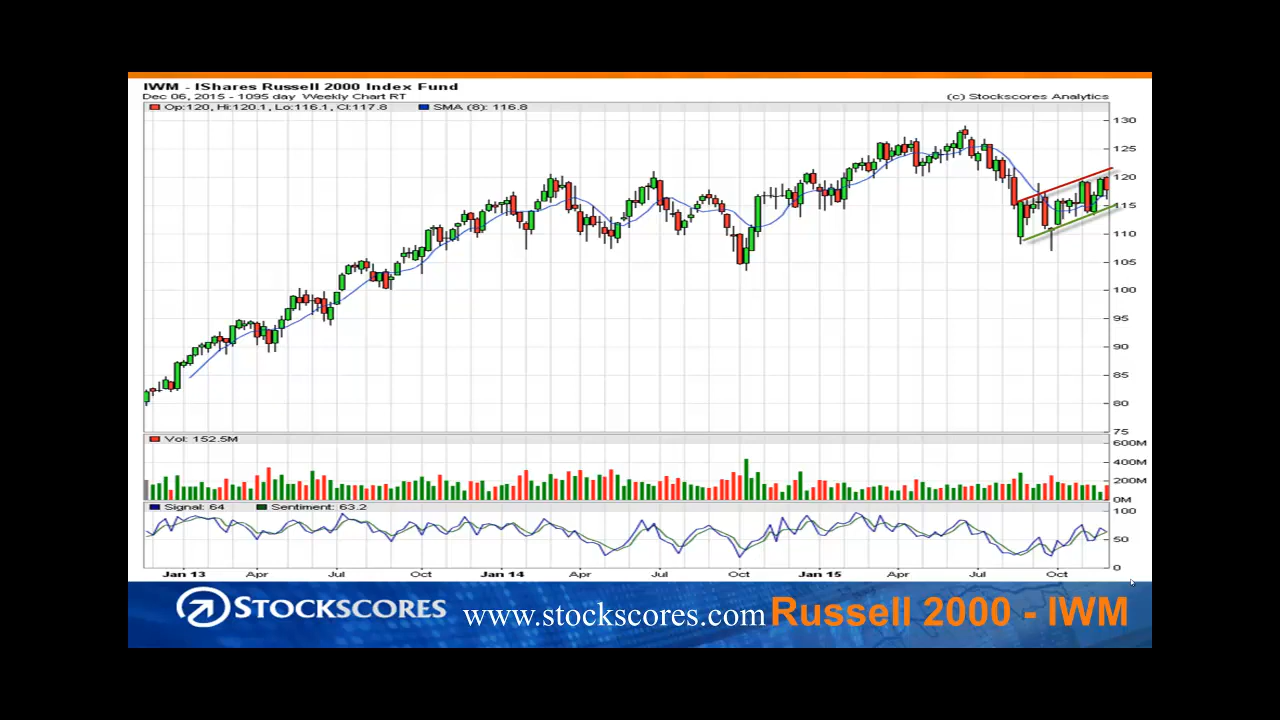 IWM - IShares Russell 2000 Index Fund
Dec 06, 2015 - 1095 day Weekly Chart RT
(c) Stockscores Analytics
Op:120, Hi:120.1, Lo:116.1, Cl:117.8
SMA (8): 116.8
130
125
120
115
110
105
100
95
90
85
80
75
Vol: 152.5M
600M
400M
200M
0M
Signal: 64
Sentiment: 63.2
100
50
0
Jan 13 Apr Jul Oct Jan 14 Apr Jul Oct Jan 15 Apr Jul Oct
STOCKSCORES www.stockscores.com Russell 2000 - IWM